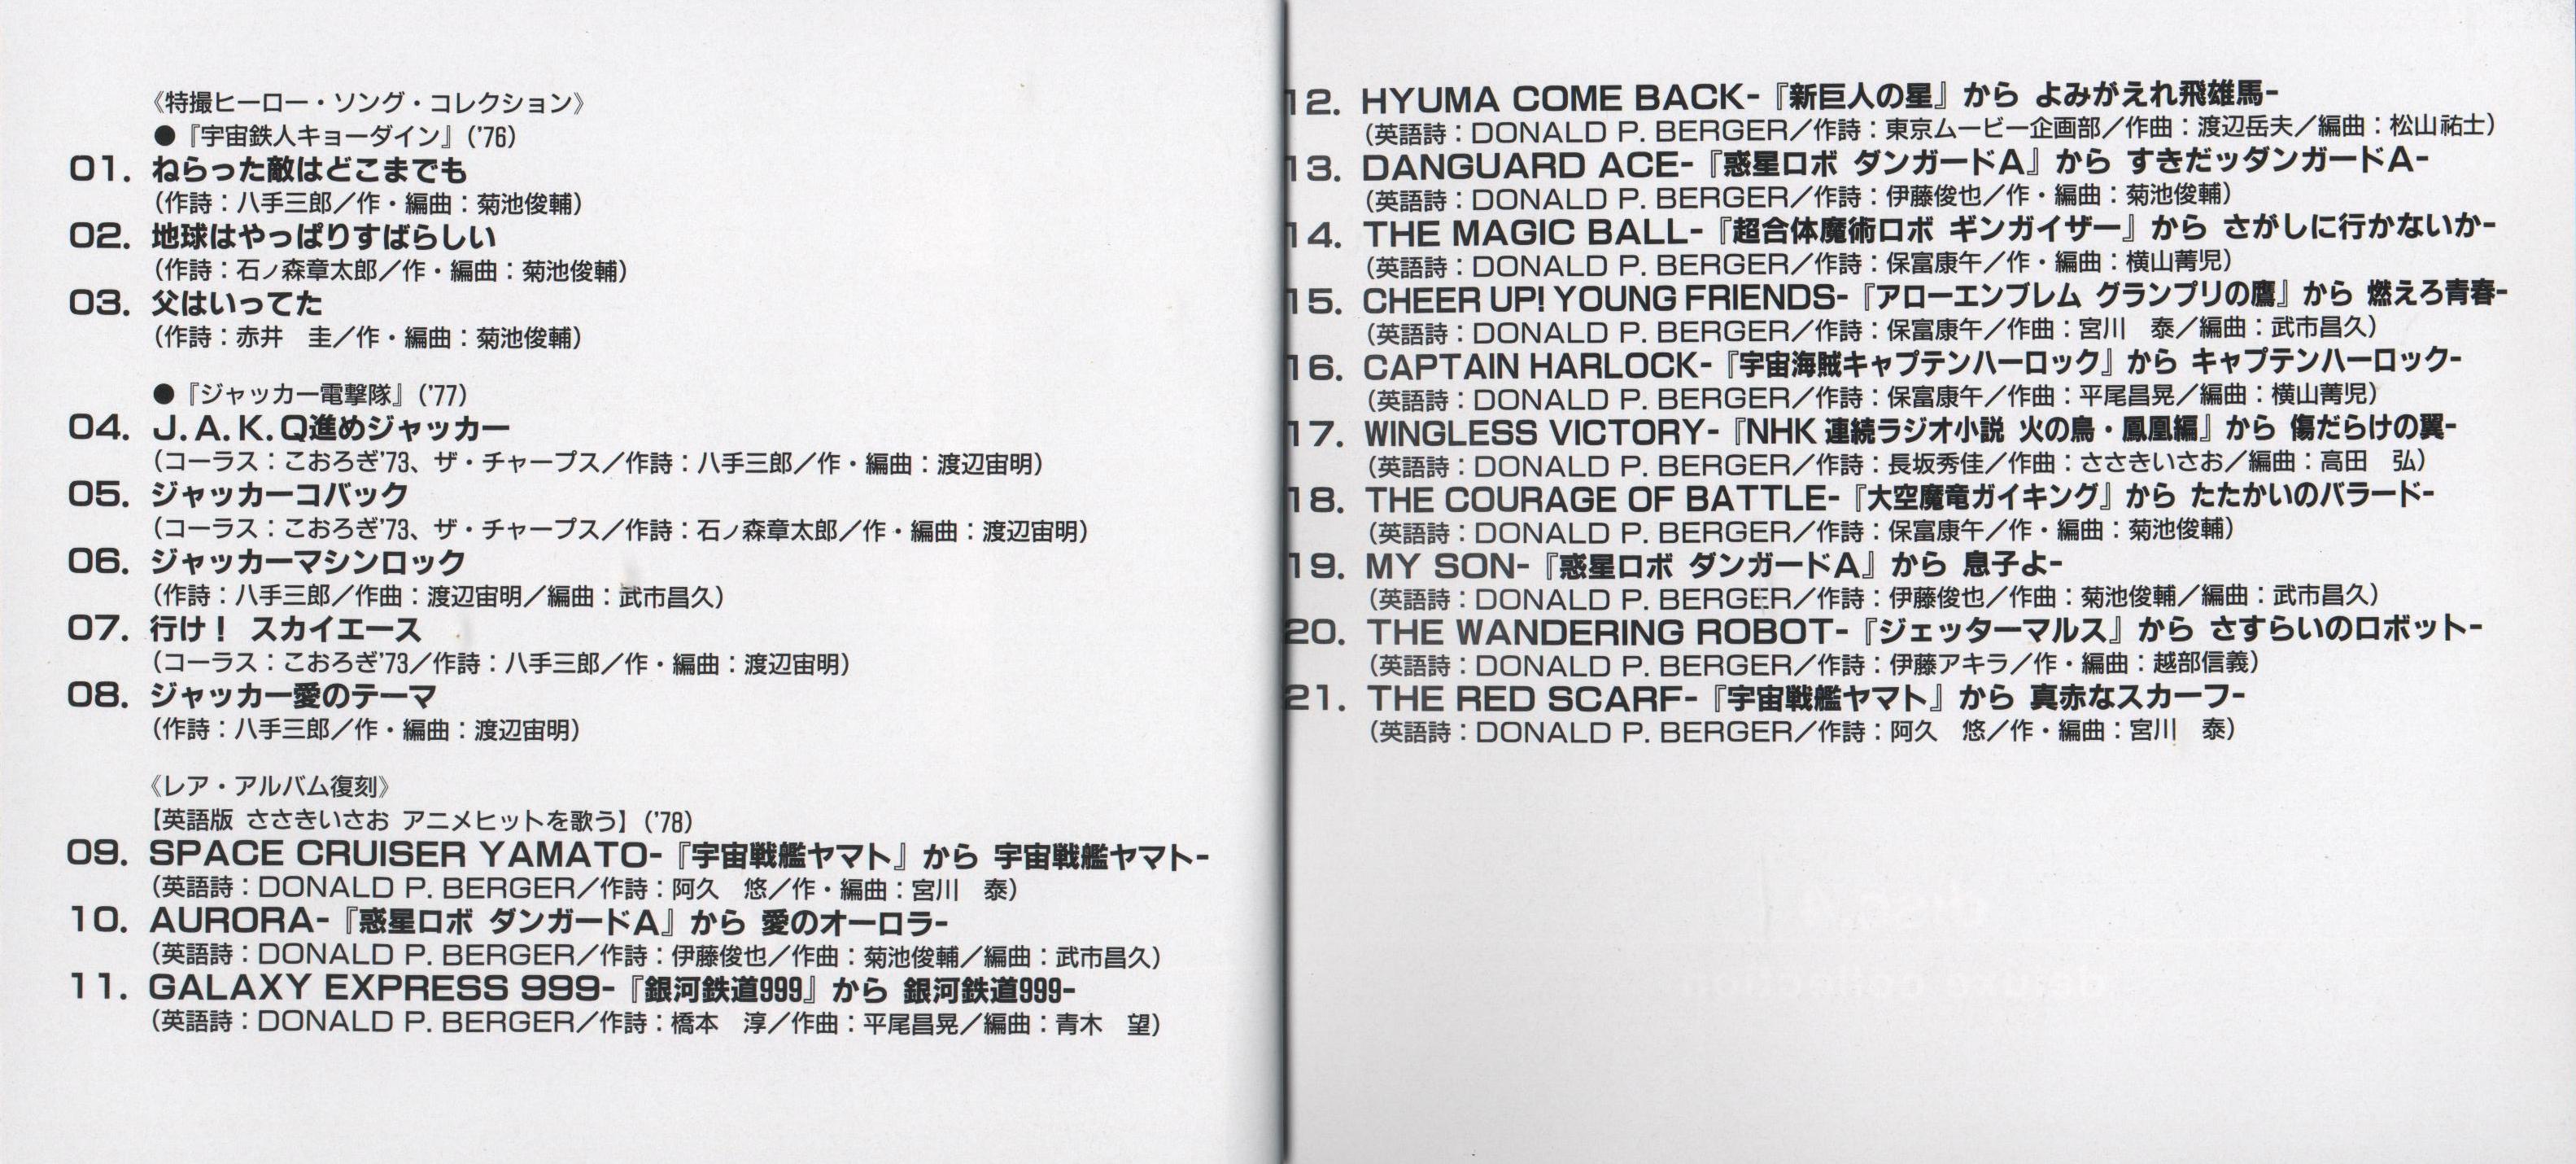 《特撮ヒーロー・ソング・コレクション》
●『宇宙鉄人キョーダイン』('76)
01. ねらった敵はどこまでも
(作詩：八手三郎／作・編曲：菊池俊輔)
02. 地球はやっぱりすばらしい
(作詩：石ノ森章太郎／作・編曲：菊池俊輔)
03. 父はいってた
(作詩：赤井　圭／作・編曲：菊池俊輔)
●『ジャッカー電撃隊』('77)
04. J.A.K.Q進めジャッカー
(コーラス：こおろぎ'73、ザ・チャープス／作詩：八手三郎／作・編曲：渡辺宙明)
05. ジャッカーコバック
(コーラス：こおろぎ'73、ザ・チャープス／作詩：石ノ森章太郎／作・編曲：渡辺宙明)
06. ジャッカーマシンロック
(作詩：八手三郎／作曲：渡辺宙明／編曲：武市昌久)
07. 行け！ スカイエース
(コーラス：こおろぎ'73／作詩：八手三郎／作・編曲：渡辺宙明)
08. ジャッカー愛のテーマ
(作詩：八手三郎／作・編曲：渡辺宙明)
《レア・アルバム復刻》
【英語版 ささきいさお アニメヒットを歌う】('78)
09. SPACE CRUISER YAMATO-『宇宙戦艦ヤマト』から 宇宙戦艦ヤマト-
(英語詩：DONALD P. BERGER／作詩：阿久　悠／作・編曲：宮川　泰)
10. AURORA-『惑星ロボ ダンガードA』から 愛のオーロラ-
(英語詩：DONALD P. BERGER／作詩：伊藤俊也／作曲：菊池俊輔／編曲：武市昌久)
11. GALAXY EXPRESS 999-『銀河鉄道999』から 銀河鉄道999-
(英語詩：DONALD P. BERGER／作詩：橋本　淳／作曲：平尾昌晃／編曲：青木　望)
12. HYUMA COME BACK-『新巨人の星』から よみがえれ飛雄馬-
(英語詩：DONALD P. BERGER／作詩：東京ムービー企画部／作曲：渡辺岳夫／編曲：松山祐士)
13. DANGUARD ACE-『惑星ロボ ダンガードA』から すきだッダンガードA-
(英語詩：DONALD P. BERGER／作詩：伊藤俊也／作・編曲：菊池俊輔)
14. THE MAGIC BALL-『超合体魔術ロボ ギンガイザー』から さがしに行かないか-
(英語詩：DONALD P. BERGER／作詩：保富康午／作・編曲：横山菁児)
15. CHEER UP! YOUNG FRIENDS-『アローエンブレム グランプリの鷹』から 燃えろ青春-
(英語詩：DONALD P. BERGER／作詩：保富康午／作曲：宮川　泰／編曲：武市昌久)
16. CAPTAIN HARLOCK-『宇宙海賊キャプテンハーロック』から キャプテンハーロック-
(英語詩：DONALD P. BERGER／作詩：保富康午／作曲：平尾昌晃／編曲：横山菁児)
17. WINGLESS VICTORY-『NHK 連続ラジオ小説 火の鳥・鳳凰編』から 傷だらけの翼-
(英語詩：DONALD P. BERGER／作詩：長坂秀佳／作曲：ささきいさお／編曲：高田　弘)
18. THE COURAGE OF BATTLE-『大空魔竜ガイキング』から たたかいのバラード-
(英語詩：DONALD P. BERGER／作詩：保富康午／作・編曲：菊池俊輔)
19. MY SON-『惑星ロボ ダンガードA』から 息子よ-
(英語詩：DONALD P. BERGER／作詩：伊藤俊也／作曲：菊池俊輔／編曲：武市昌久)
20. THE WANDERING ROBOT-『ジェッターマルス』から さすらいのロボット-
(英語詩：DONALD P. BERGER／作詩：伊藤アキラ／作・編曲：越部信義)
21. THE RED SCARF-『宇宙戦艦ヤマト』から 真赤なスカーフ-
(英語詩：DONALD P. BERGER／作詩：阿久　悠／作・編曲：宮川　泰)